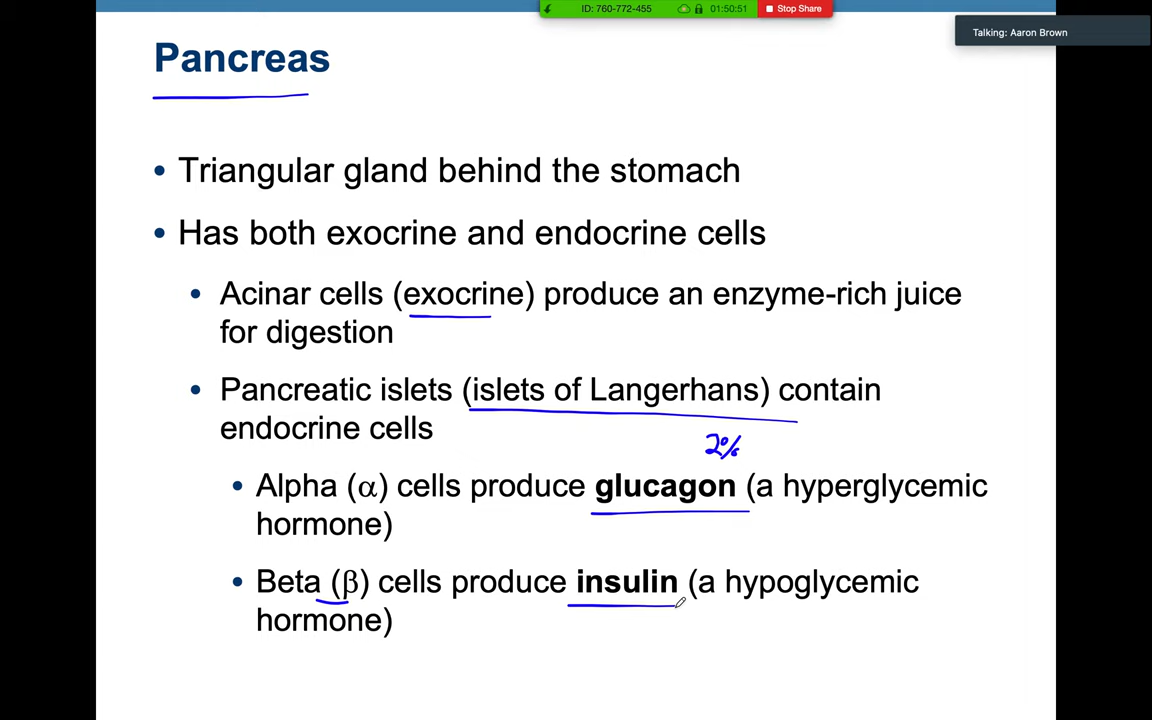 ID: 760-772-455
01:50:51
Stop Share
Talking: Aaron Brown
Pancreas
• Triangular gland behind the stomach
• Has both exocrine and endocrine cells
• Acinar cells (exocrine) produce an enzyme-rich juice
for digestion
• Pancreatic islets (islets of Langerhans) contain
endocrine cells
2%
• Alpha (α) cells produce glucagon (a hyperglycemic
hormone)
• Beta (β) cells produce insulin (a hypoglycemic
hormone)